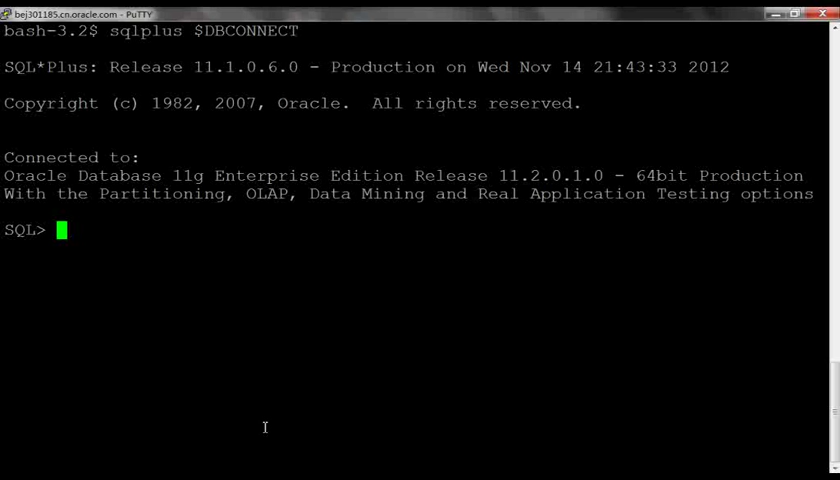 bej301185.cn.oracle.com - PuTTY
bash-3.2$ sqlplus $DBCONNECT
SQL*Plus: Release 11.1.0.6.0 - Production on Wed Nov 14 21:43:33 2012
Copyright (c) 1982, 2007, Oracle.  All rights reserved.
Connected to:
Oracle Database 11g Enterprise Edition Release 11.2.0.1.0 - 64bit Production
With the Partitioning, OLAP, Data Mining and Real Application Testing options
SQL>